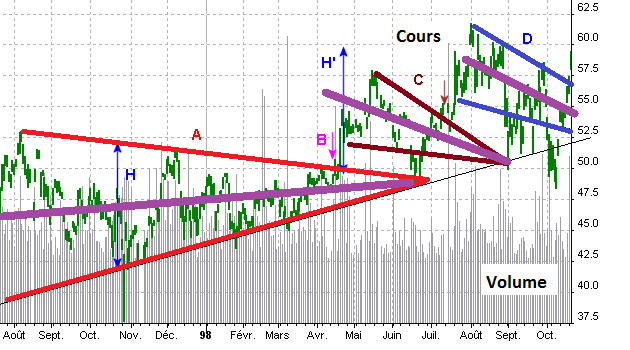 62.5
Cours
D
60.0
H'
57.5
C
55.0
B
A
52.5
H
50.0
47.5
45.0
42.5
Volume
40.0
37.5
Août Sept. Oct. Nov. Déc. 98 Févr. Mars Avr. Mai Juin Juil. Août Sept. Oct.